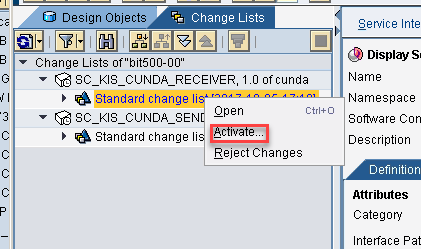 Design Objects Change Lists
Service Inte
Change Lists of "bit500-00"
Display Se
SC_KIS_CUNDA_RECEIVER, 1.0 of cunda
Name
Standard change list
Namespace
SC_KIS_CUNDA_SEND
Open Ctrl+O
Software Com
Standard change lis
Activate...
Description
Reject Changes
Definition
Attributes
Category
Interface Pat